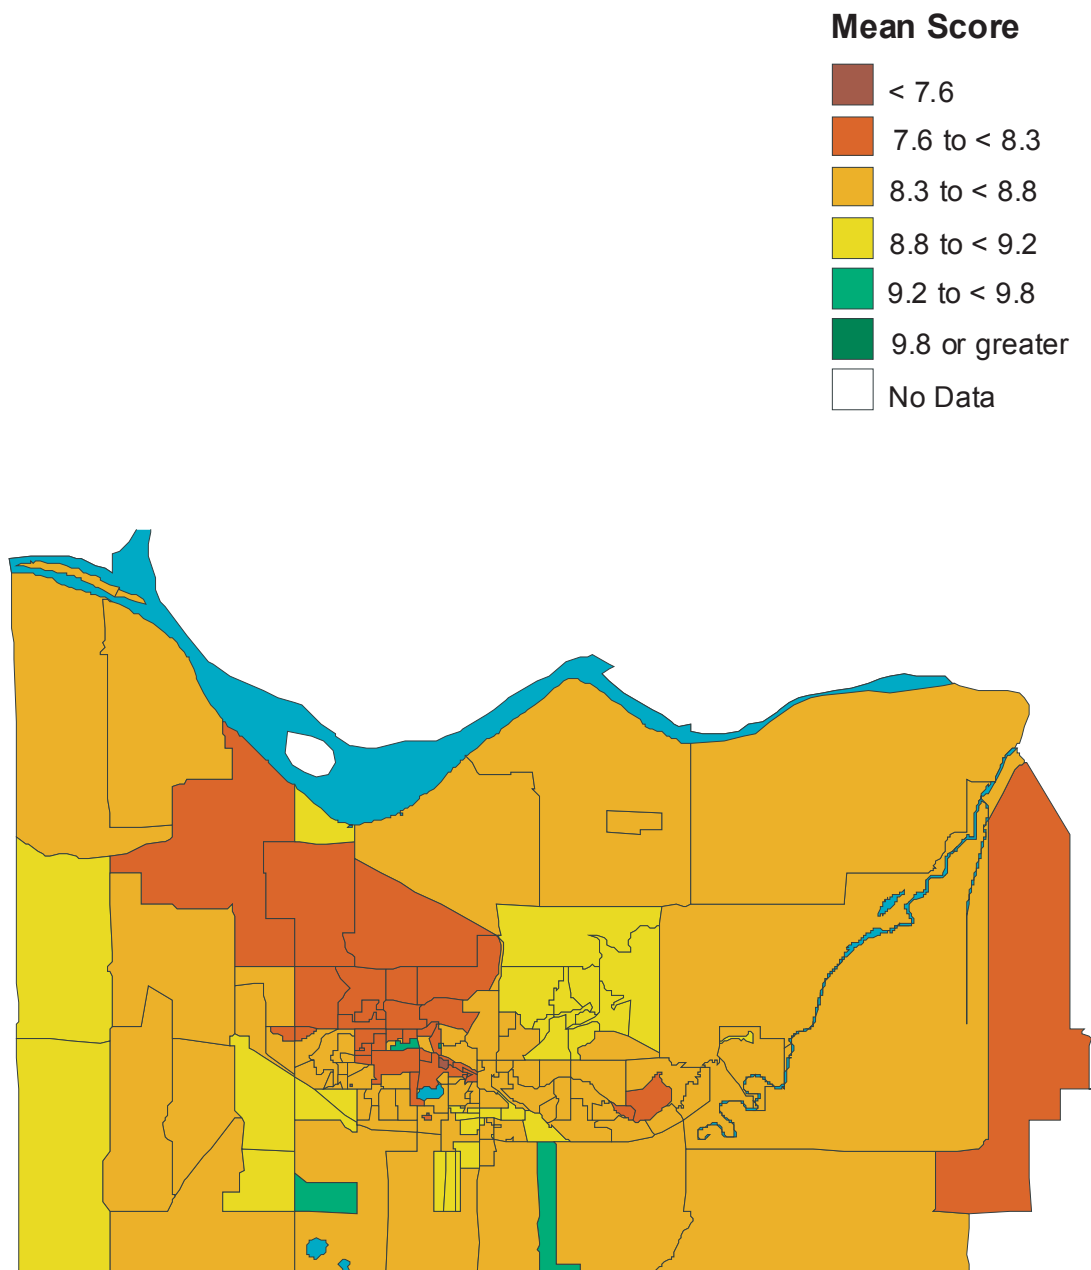 Mean Score
< 7.6
7.6 to < 8.3
8.3 to < 8.8
8.8 to < 9.2
9.2 to < 9.8
9.8 or greater
No Data